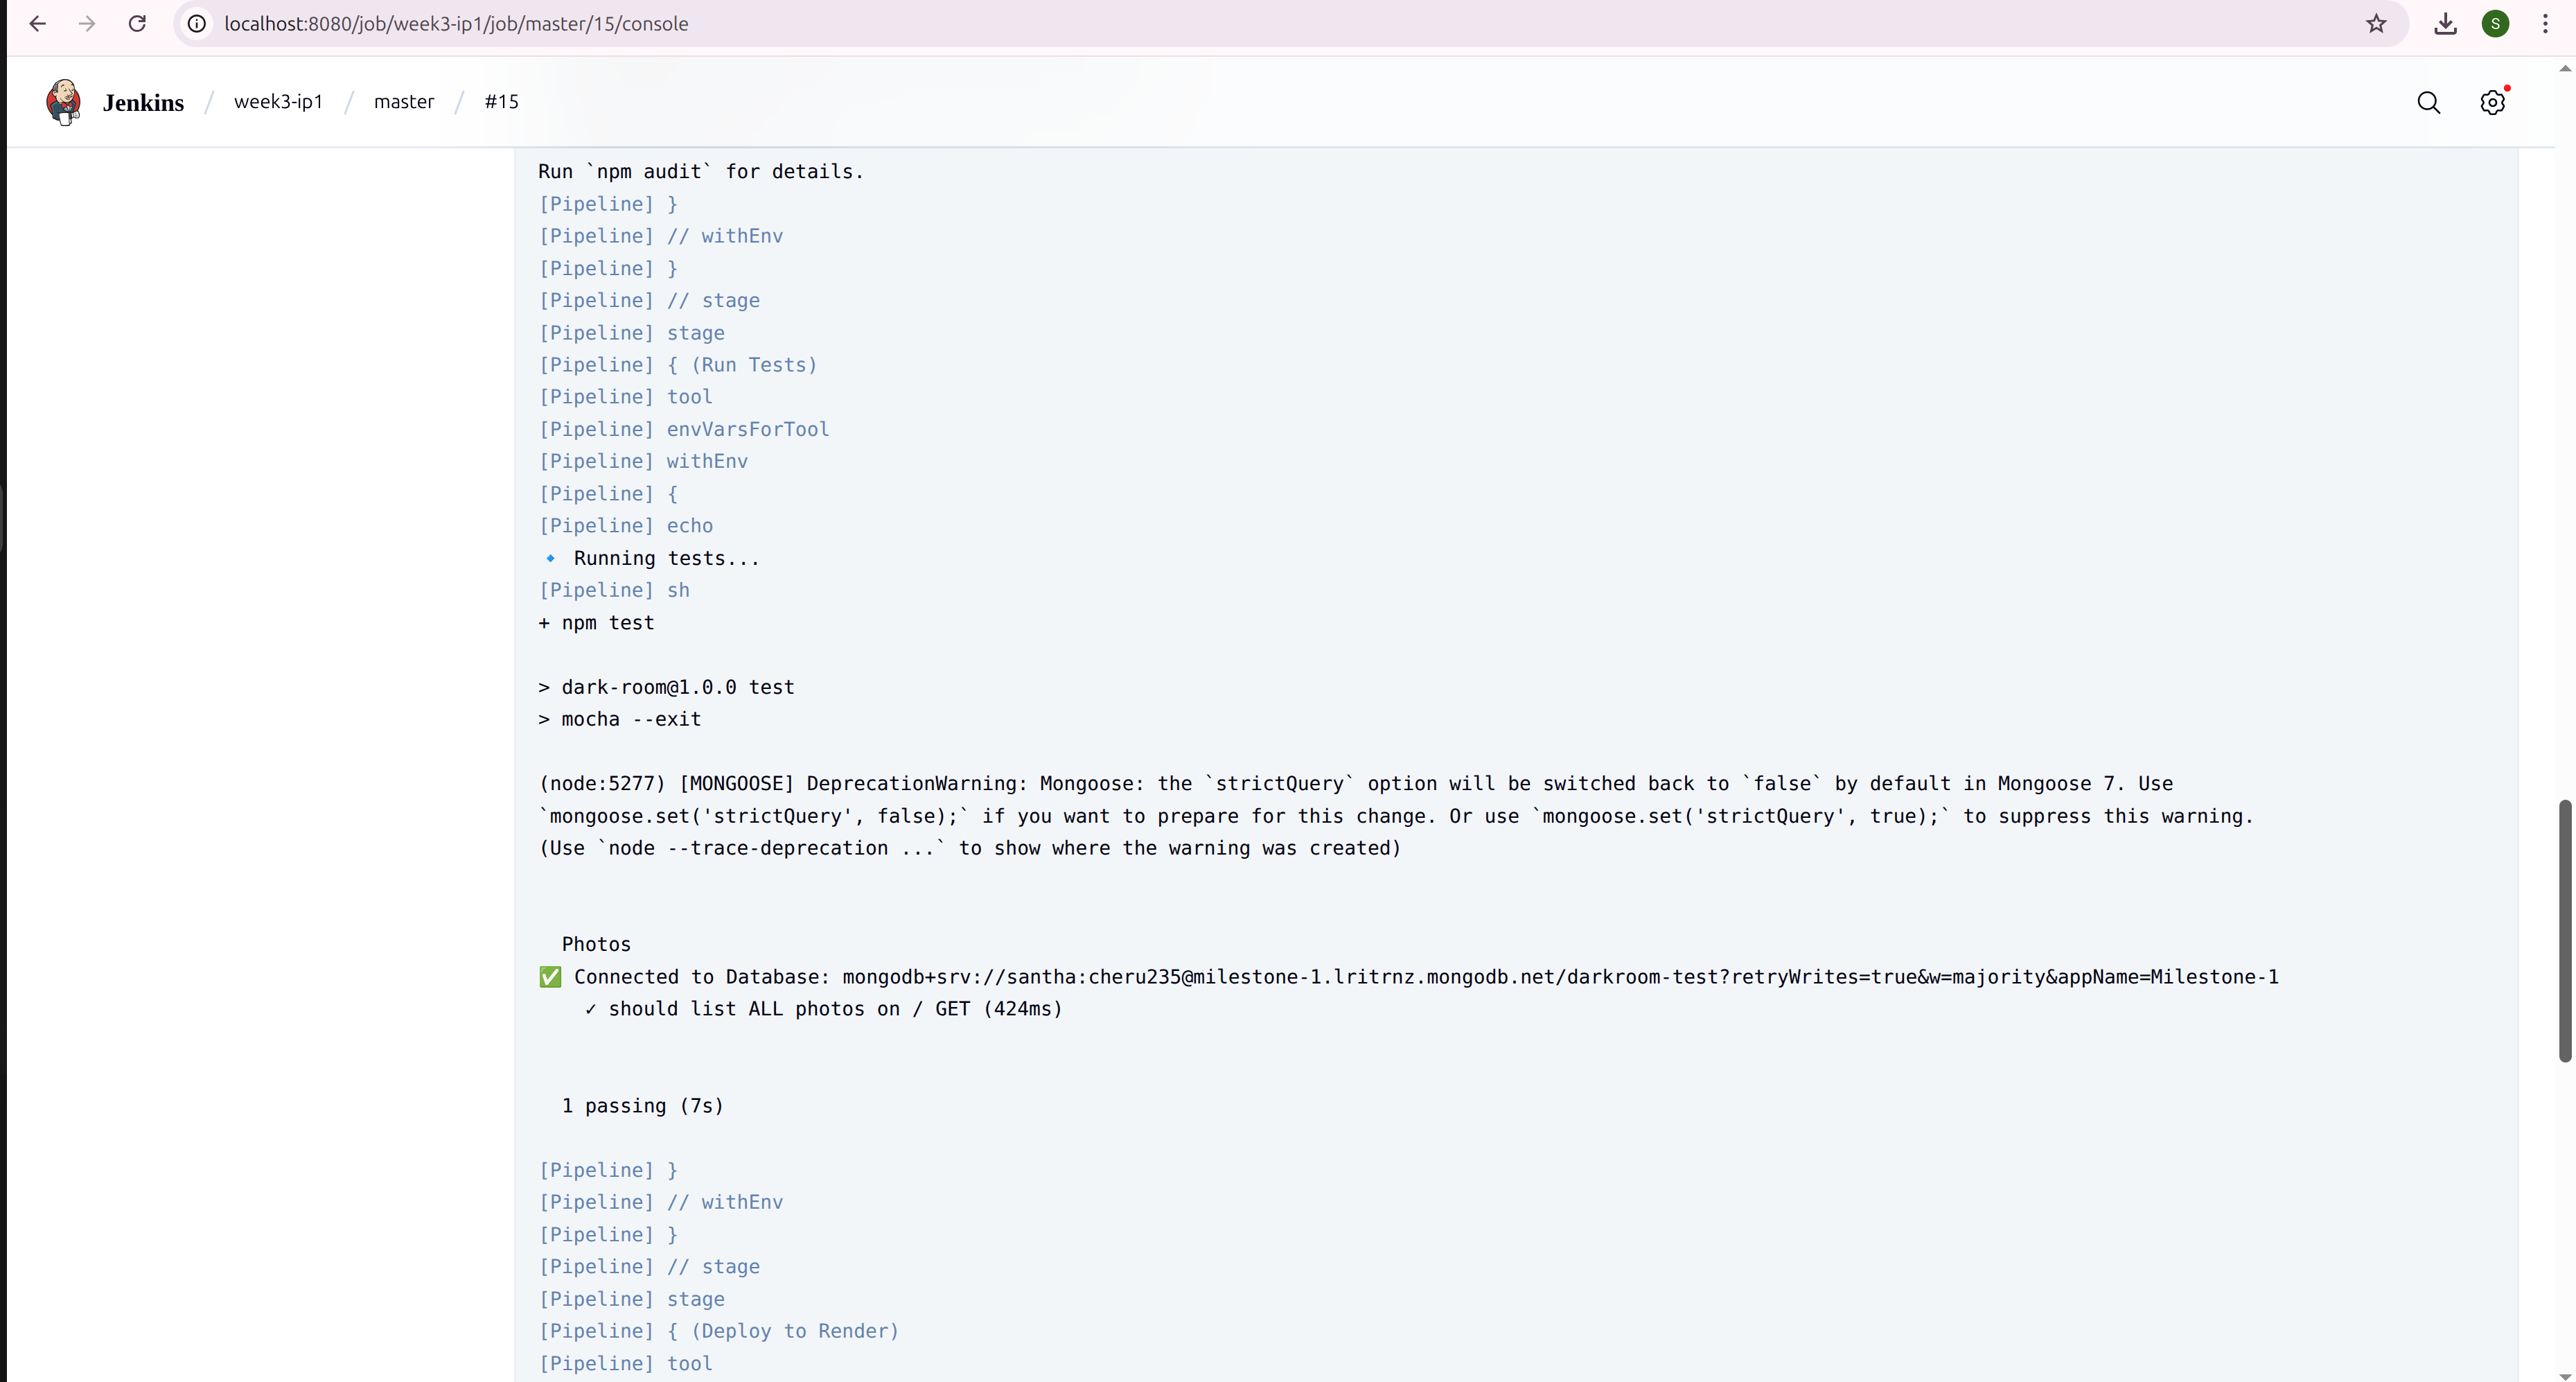 localhost:8080/job/week3-ip1/job/master/15/console
S
Jenkins / week3-ip1 / master / #15
Run `npm audit` for details.
[Pipeline] }
[Pipeline] // withEnv
[Pipeline] }
[Pipeline] // stage
[Pipeline] stage
[Pipeline] { (Run Tests)
[Pipeline] tool
[Pipeline] envVarsForTool
[Pipeline] withEnv
[Pipeline] {
[Pipeline] echo
🔹 Running tests...
[Pipeline] sh
+ npm test
> dark-room@1.0.0 test
> mocha --exit
(node:5277) [MONGOOSE] DeprecationWarning: Mongoose: the `strictQuery` option will be switched back to `false` by default in Mongoose 7. Use
`mongoose.set('strictQuery', false);` if you want to prepare for this change. Or use `mongoose.set('strictQuery', true);` to suppress this warning.
(Use `node --trace-deprecation ...` to show where the warning was created)
Photos
✅ Connected to Database: mongodb+srv://santha:cheru235@milestone-1.lritrnz.mongodb.net/darkroom-test?retryWrites=true&w=majority&appName=Milestone-1
✓ should list ALL photos on / GET (424ms)
1 passing (7s)
[Pipeline] }
[Pipeline] // withEnv
[Pipeline] }
[Pipeline] // stage
[Pipeline] stage
[Pipeline] { (Deploy to Render)
[Pipeline] tool